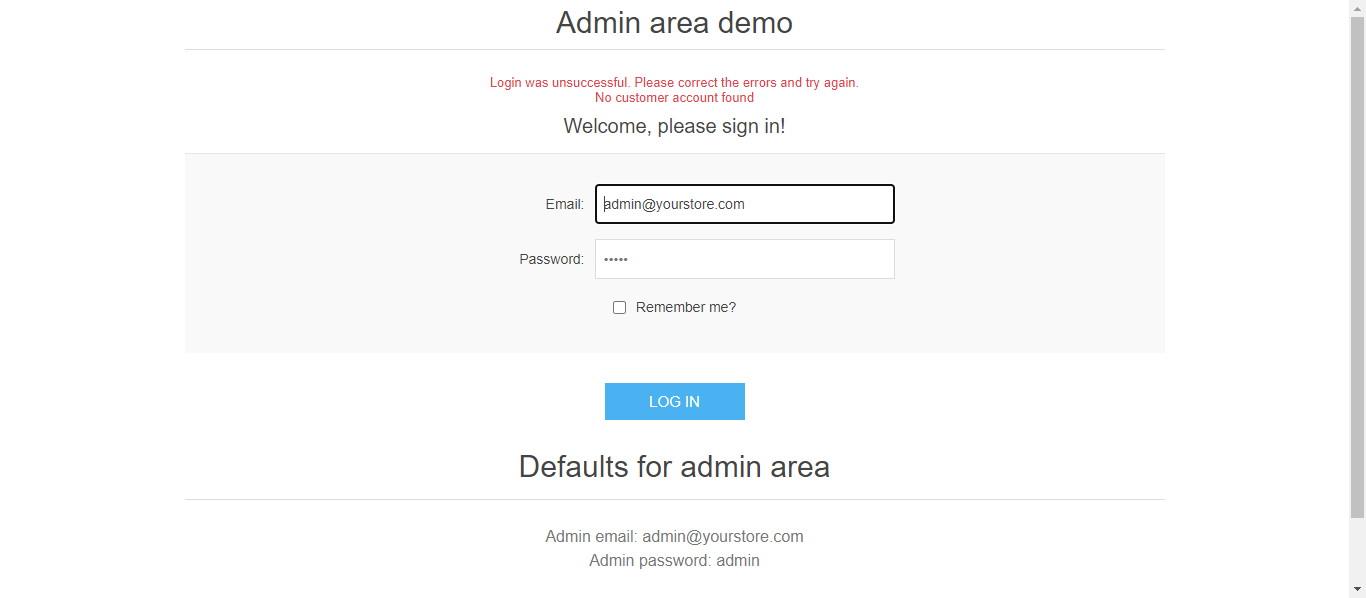 Admin area demo
Login was unsuccessful. Please correct the errors and try again.
No customer account found
Welcome, please sign in!
Email: admin@yourstore.com
Password: •••••
Remember me?
LOG IN
Defaults for admin area
Admin email: admin@yourstore.com
Admin password: admin